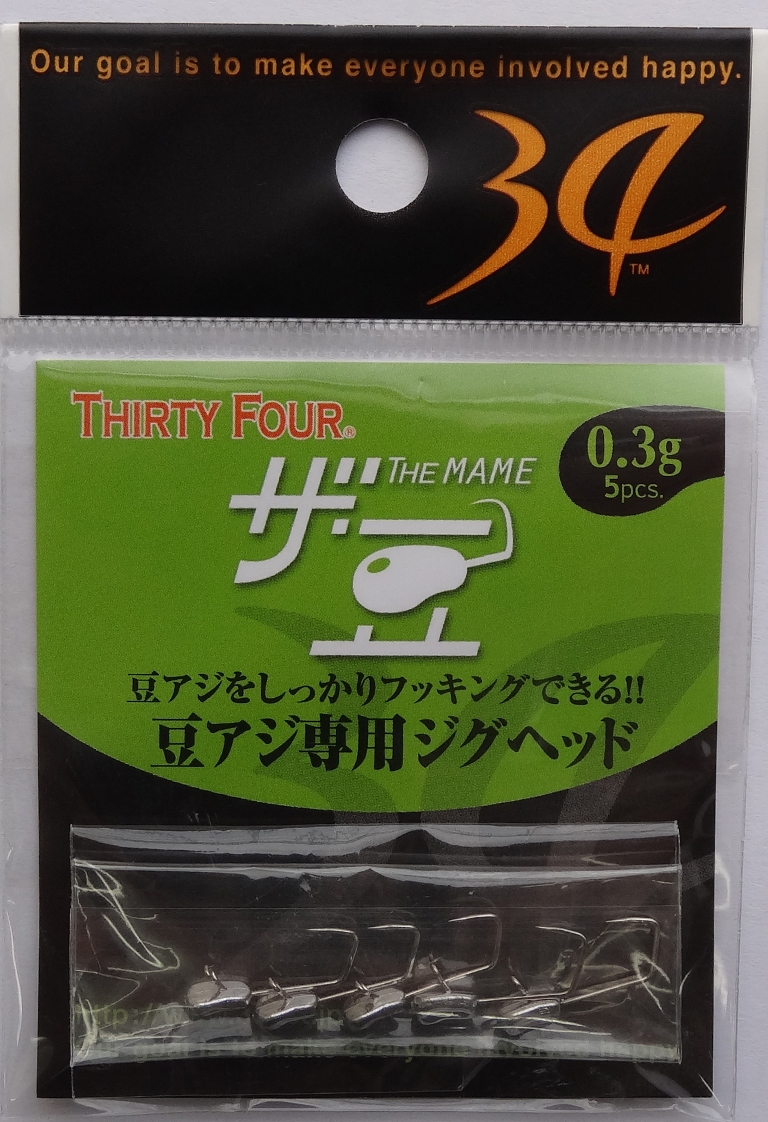 Our goal is to make everyone involved happy.
34
TM
THIRTY FOUR®
0.3g
5pcs.
THE MAME
ザ・豆
豆アジをしっかりフッキングできる!!
豆アジ専用ジグヘッド